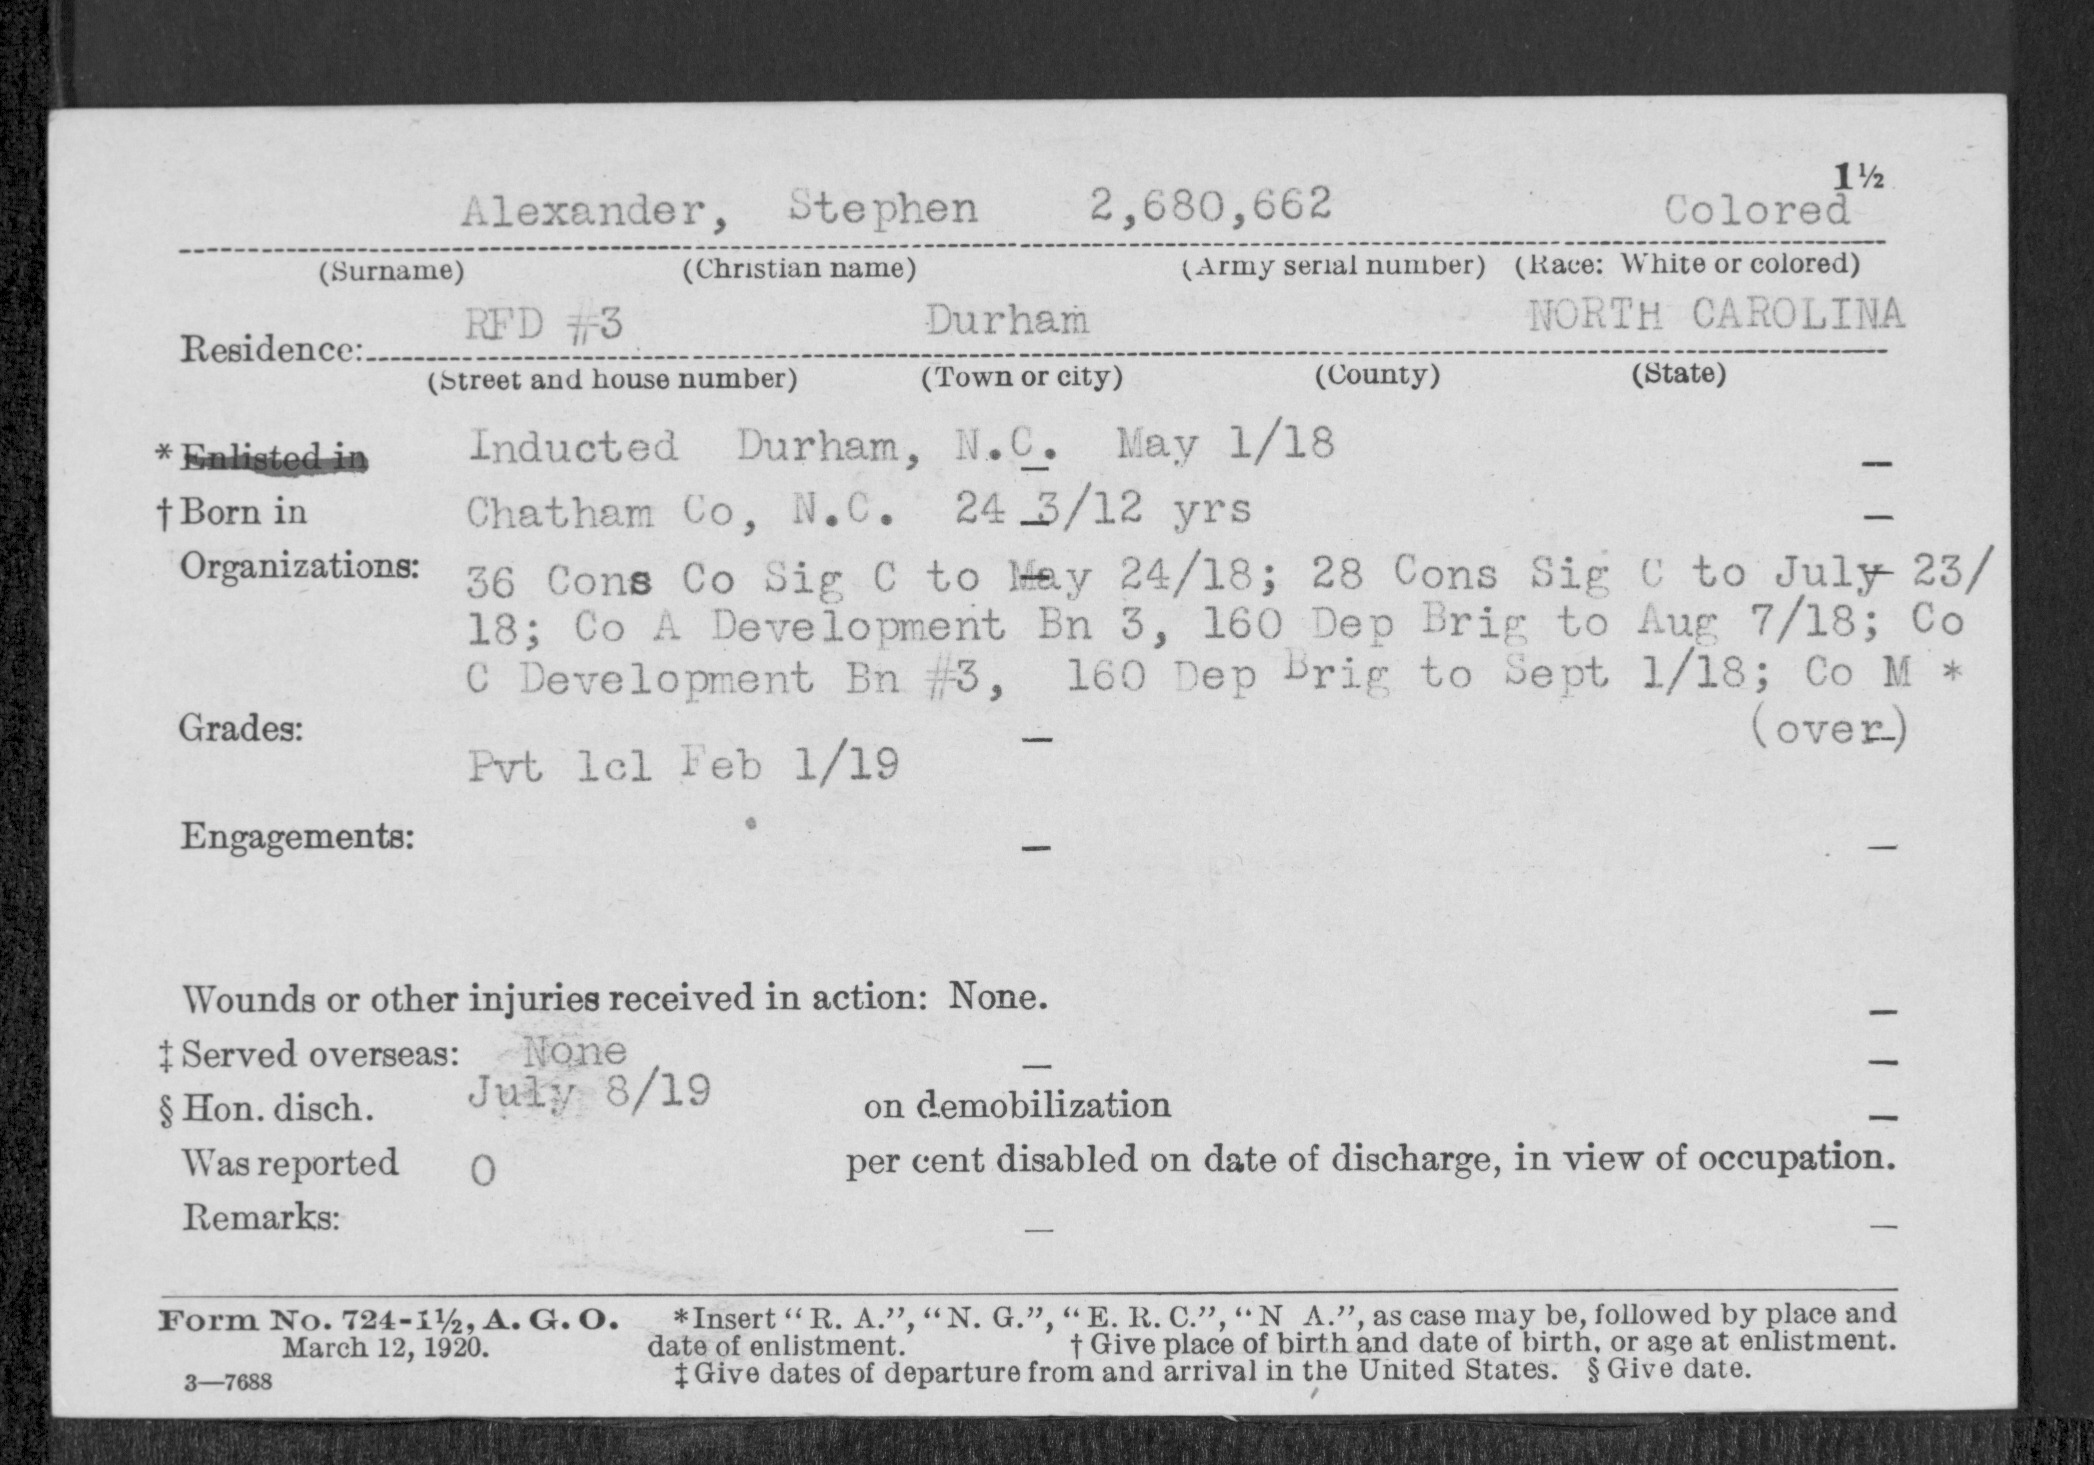 1½
Alexander, Stephen 2,680,662 Colored
(Surname) (Christian name) (Army serial number) (Race: White or colored)
RFD #3 Durham NORTH CAROLINA
Residence:
(Street and house number) (Town or city) (County) (State)
* Enlisted in Inducted Durham, N.C. May 1/18
† Born in Chatham Co, N.C. 24 3/12 yrs
Organizations: 36 Cons Co Sig C to May 24/18; 28 Cons Sig C to July 23/
18; Co A Development Bn 3, 160 Dep Brig to Aug 7/18; Co
C Development Bn #3, 160 Dep Brig to Sept 1/18; Co M *
Grades: (over)
Pvt 1cl Feb 1/19
Engagements:
Wounds or other injuries received in action: None.
‡ Served overseas: None
§ Hon. disch. July 8/19 on demobilization
Was reported 0 per cent disabled on date of discharge, in view of occupation.
Remarks:
Form No. 724-1½, A. G. O. *Insert "R. A.", "N. G.", "E. R. C.", "N A.", as case may be, followed by place and
March 12, 1920. date of enlistment. † Give place of birth and date of birth, or age at enlistment.
3—7688 ‡ Give dates of departure from and arrival in the United States. § Give date.